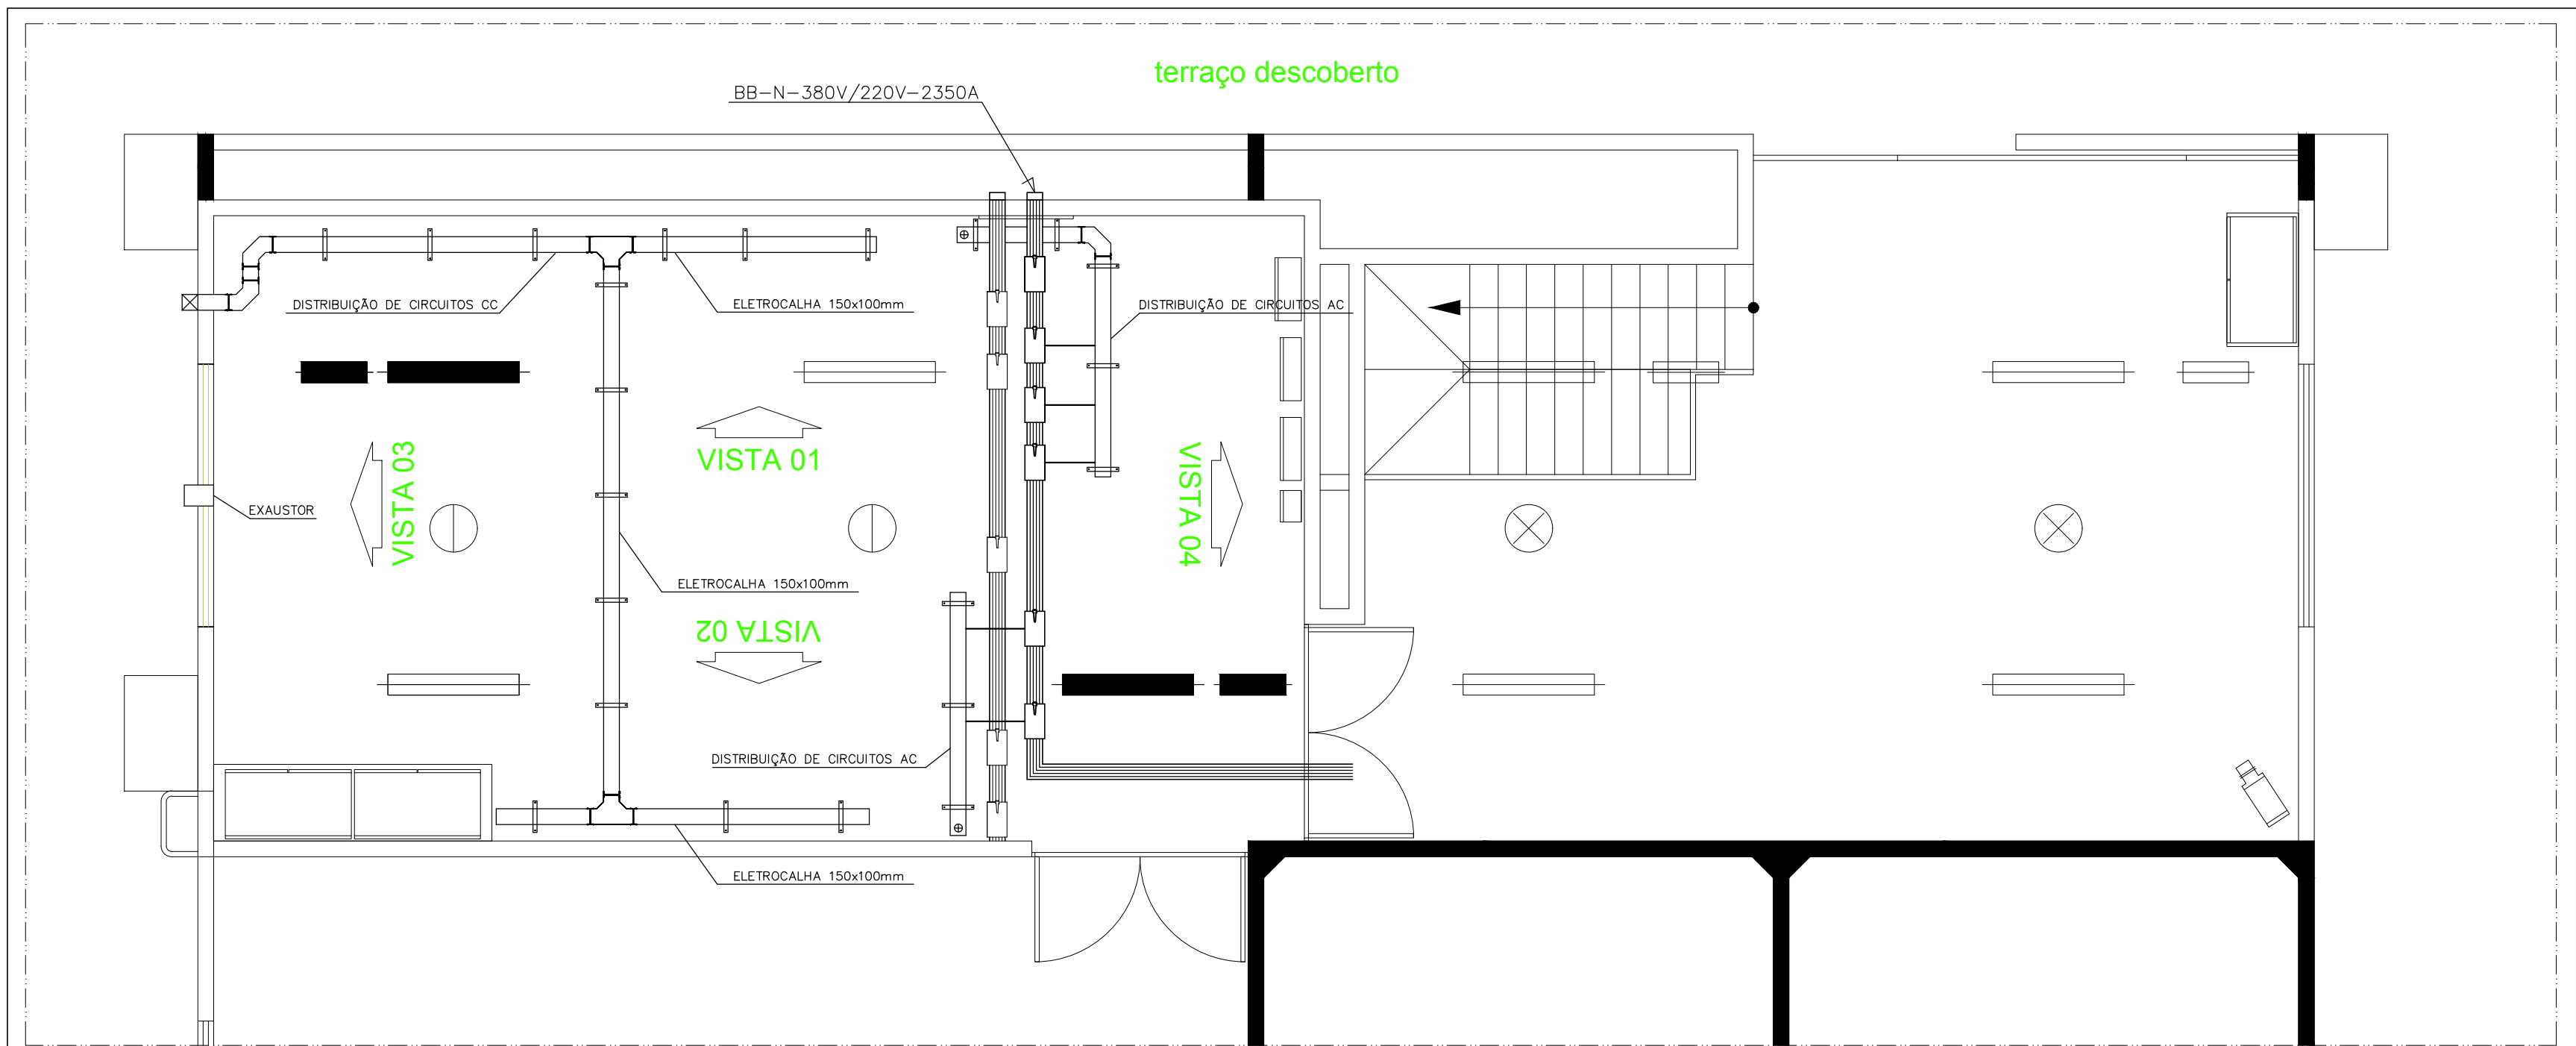 terraço descoberto
BB-N-380V/220V-2350A
DISTRIBUIÇÃO DE CIRCUITOS CC
ELETROCALHA 150x100mm
DISTRIBUIÇÃO DE CIRCUITOS AC
VISTA 03
VISTA 01
VISTA 04
EXAUSTOR
ELETROCALHA 150x100mm
VISTA 02
DISTRIBUIÇÃO DE CIRCUITOS AC
ELETROCALHA 150x100mm